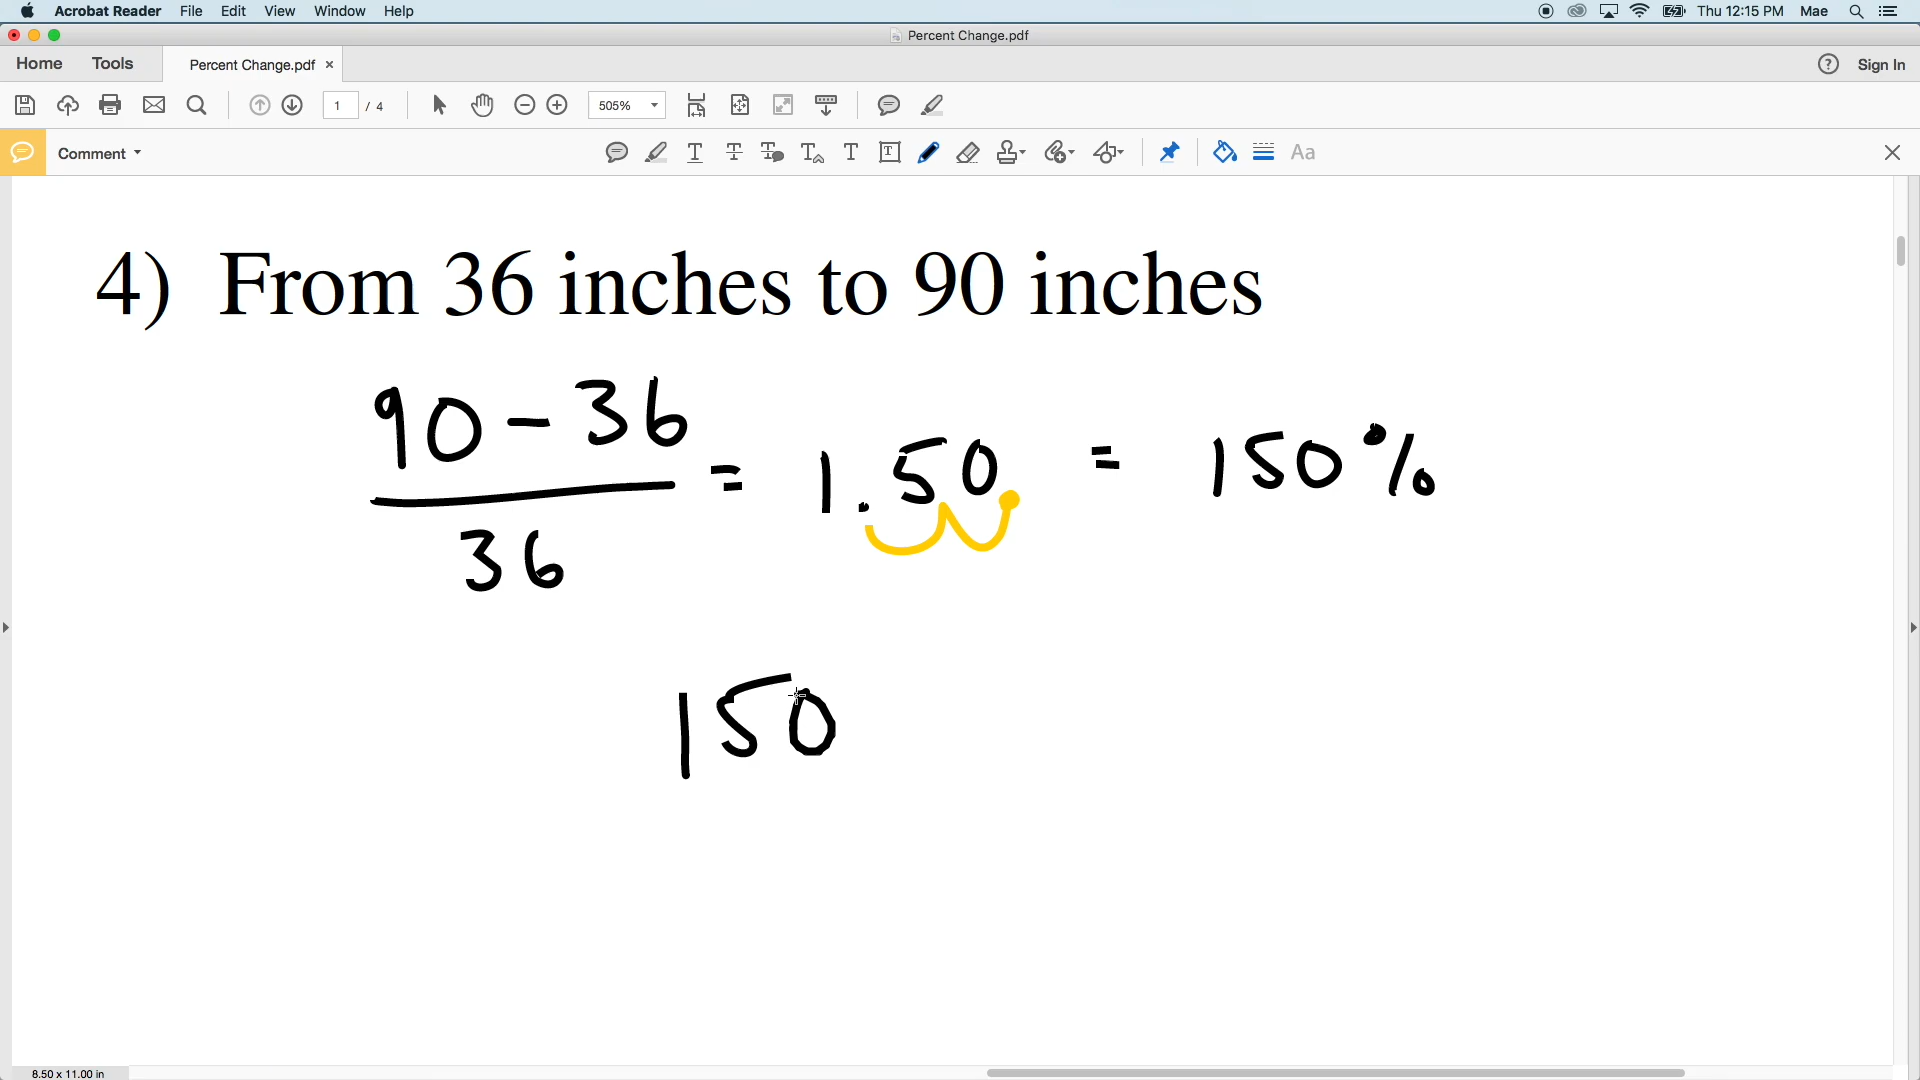 Acrobat Reader File Edit View Window Help Thu 12:15 PM Mae
Percent Change.pdf
Home Tools Percent Change.pdf × ? Sign In
1 / 4 505%
Comment T T T T T T Aa
4) From 36 inches to 90 inches
90 - 36
= 1.50 = 150%
36
150
8.50 x 11.00 in